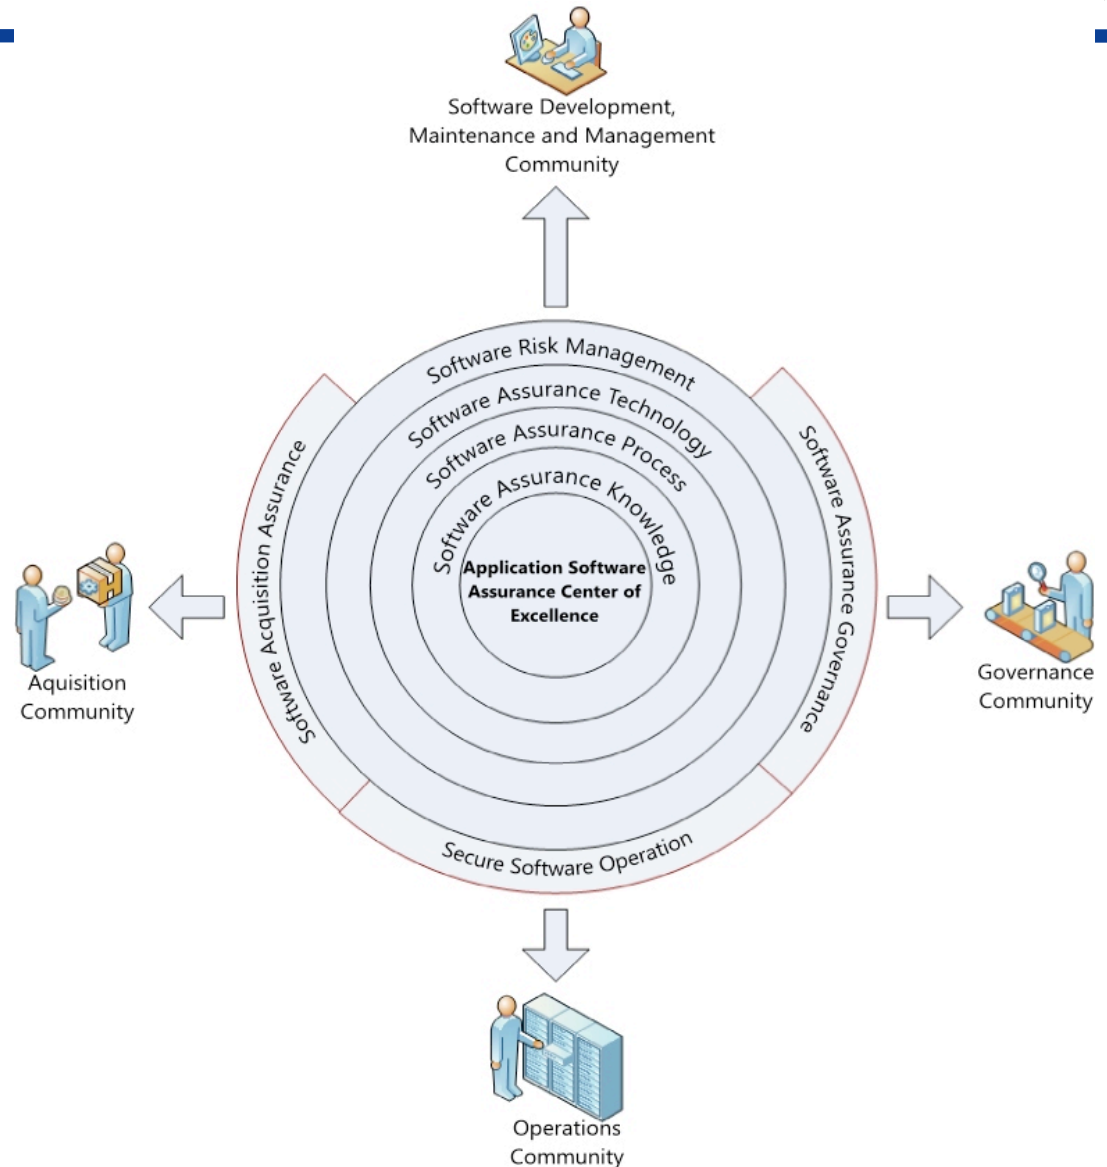 Software Development,
Maintenance and Management
Community
Software Risk Management
Software Assurance Technology
Software Assurance Process
Software Assurance Knowledge
Application Software
Assurance Center of
Excellence
Software Acquisition Assurance
Software Assurance Governance
Secure Software Operation
Aquisition
Community
Governance
Community
Operations
Community